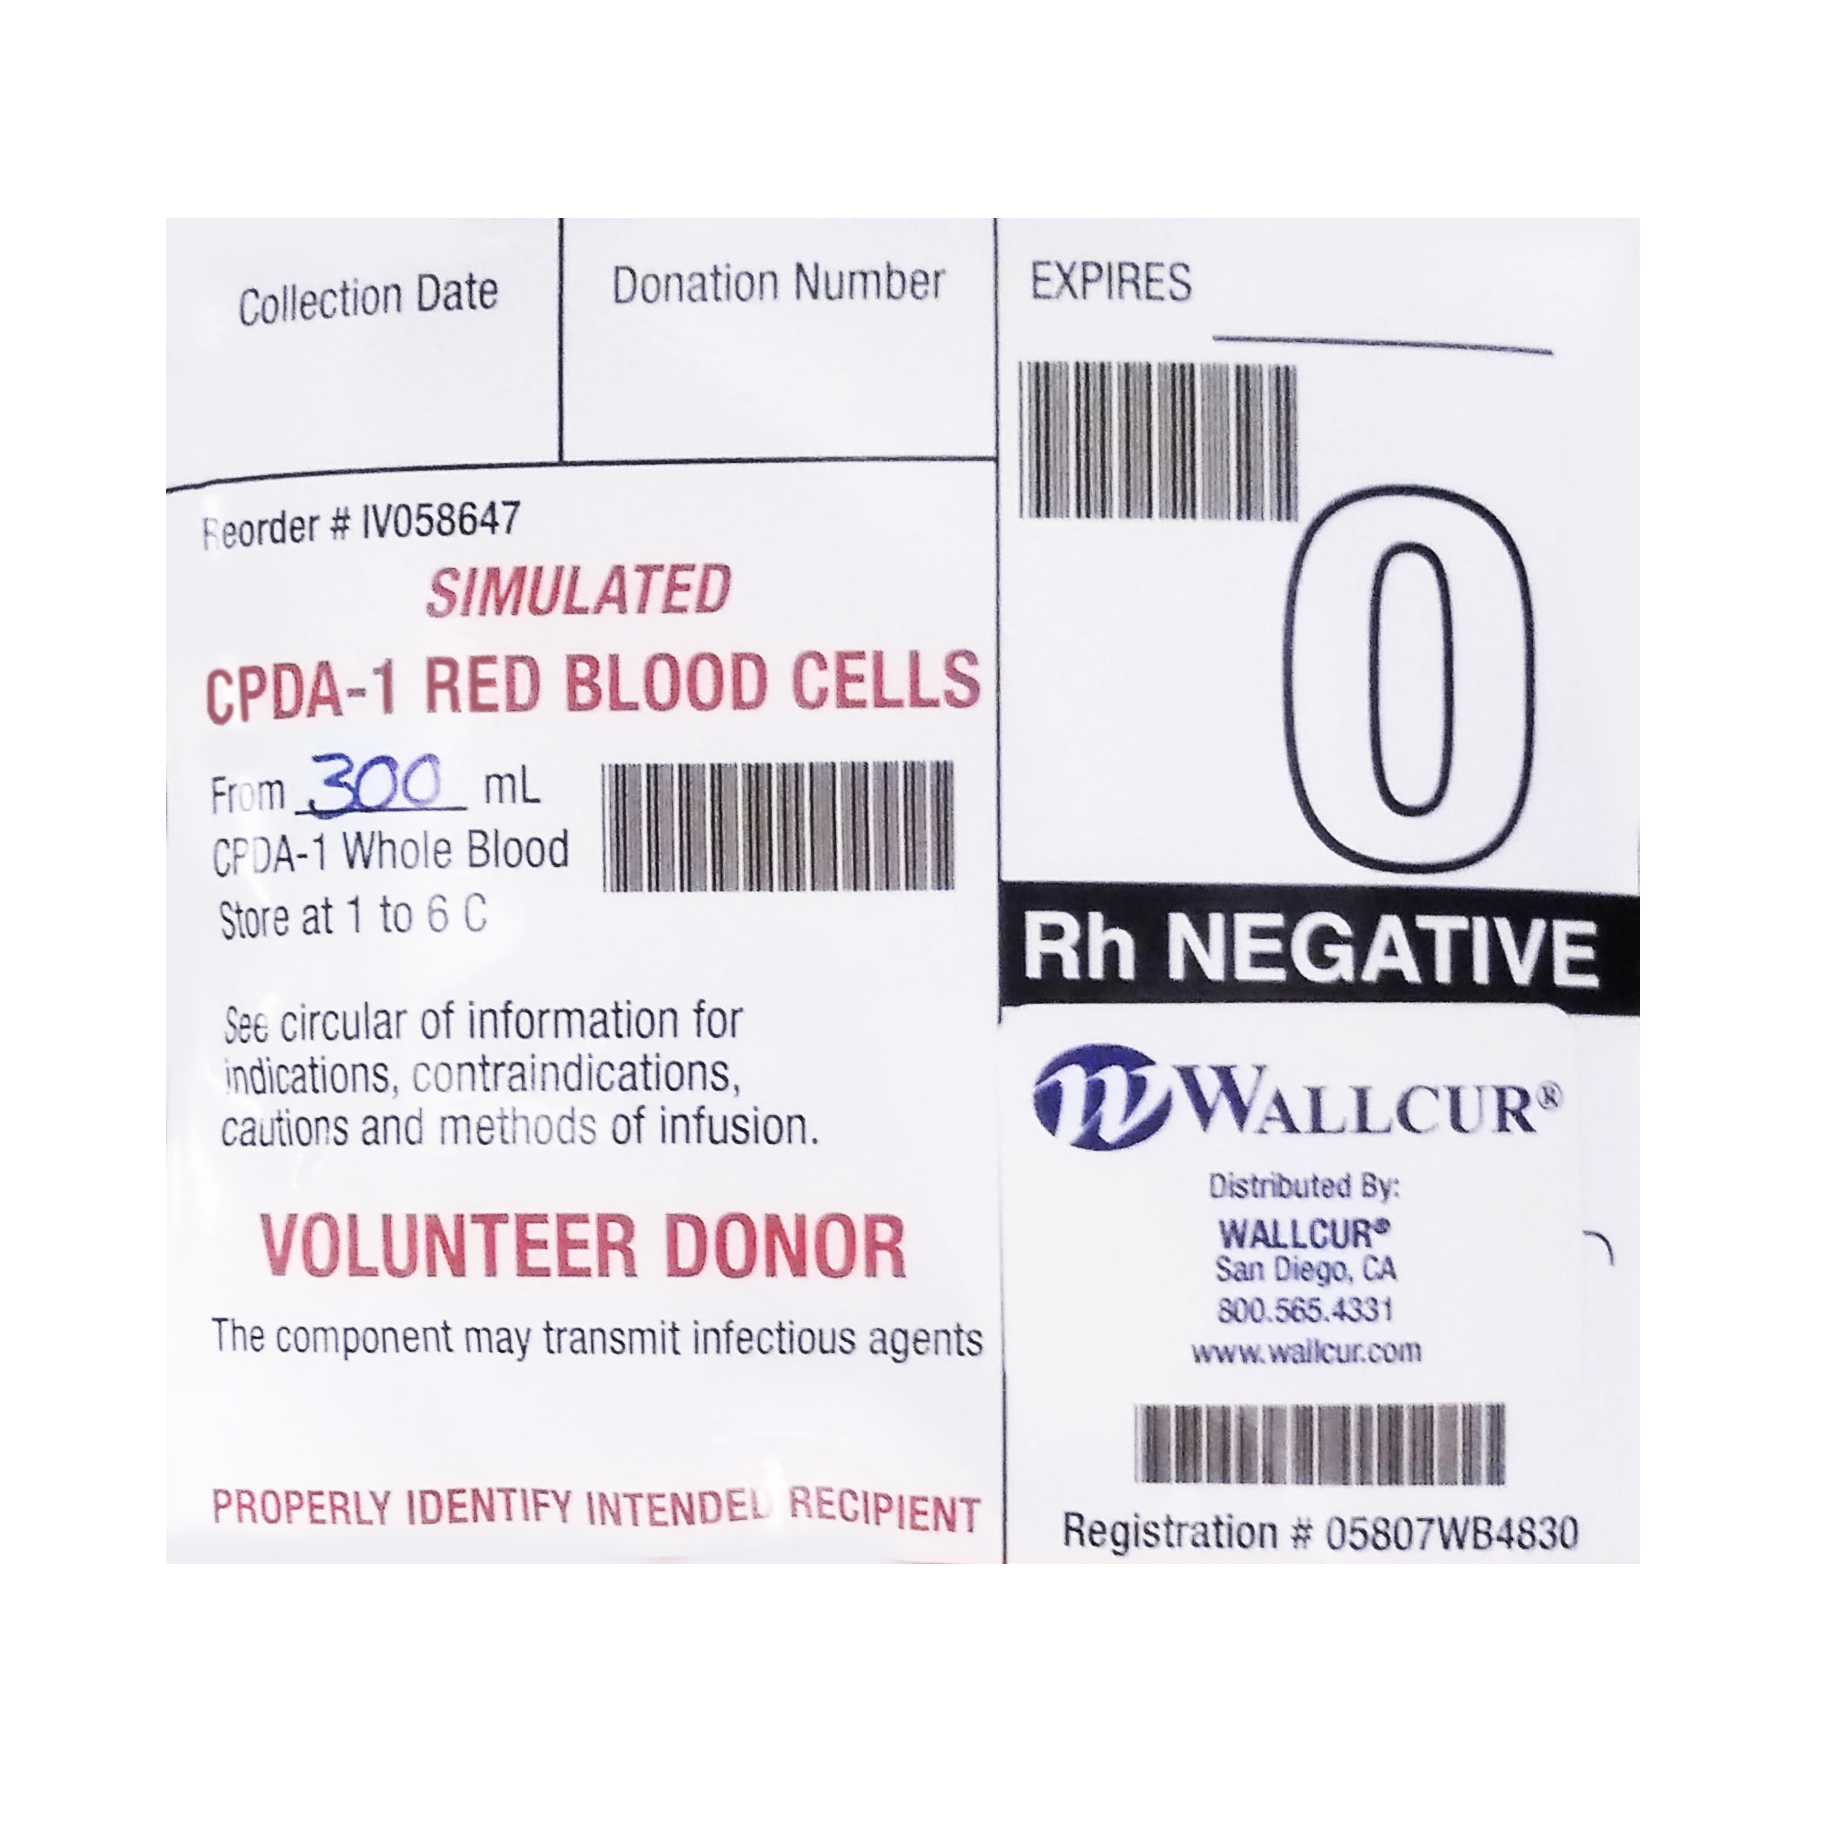 Collection Date
Donation Number
Reorder # IV058647
SIMULATED
CPDA-1 RED BLOOD CELLS
From 300 mL
CPDA-1 Whole Blood
Store at 1 to 6 C
See circular of information for
indications, contraindications,
cautions and methods of infusion.
VOLUNTEER DONOR
The component may transmit infectious agents
PROPERLY IDENTIFY INTENDED RECIPIENT
EXPIRES
O
Rh NEGATIVE
W WALLCUR®
Distributed By:
WALLCUR®
San Diego, CA
800.565.4331
www.wallcur.com
Registration # 05807WB4830